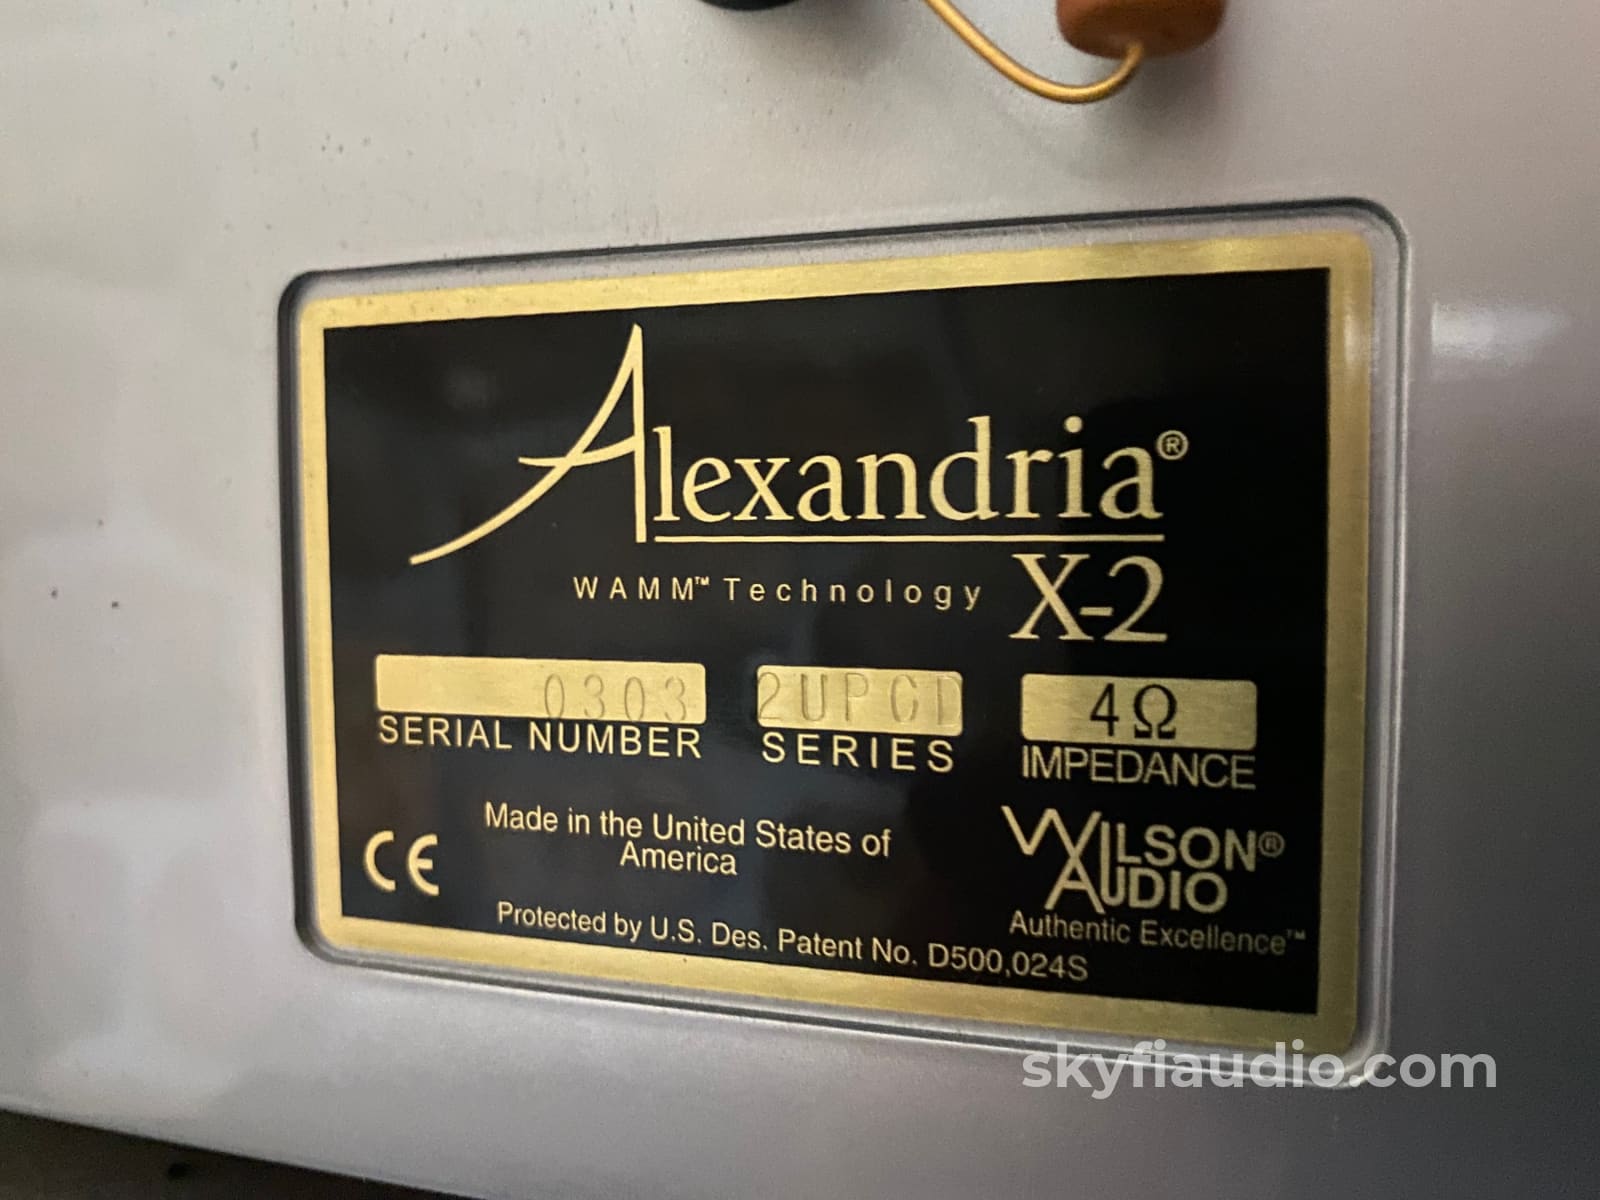 Alexandria®
WAMM™ Technology X-2
0303 2UPCD 4Ω
SERIAL NUMBER SERIES IMPEDANCE
Made in the United States of
America
CE
WILSON®
AUDIO
Authentic Excellence™
Protected by U.S. Des. Patent No. D500,024S
skyfiaudio.com